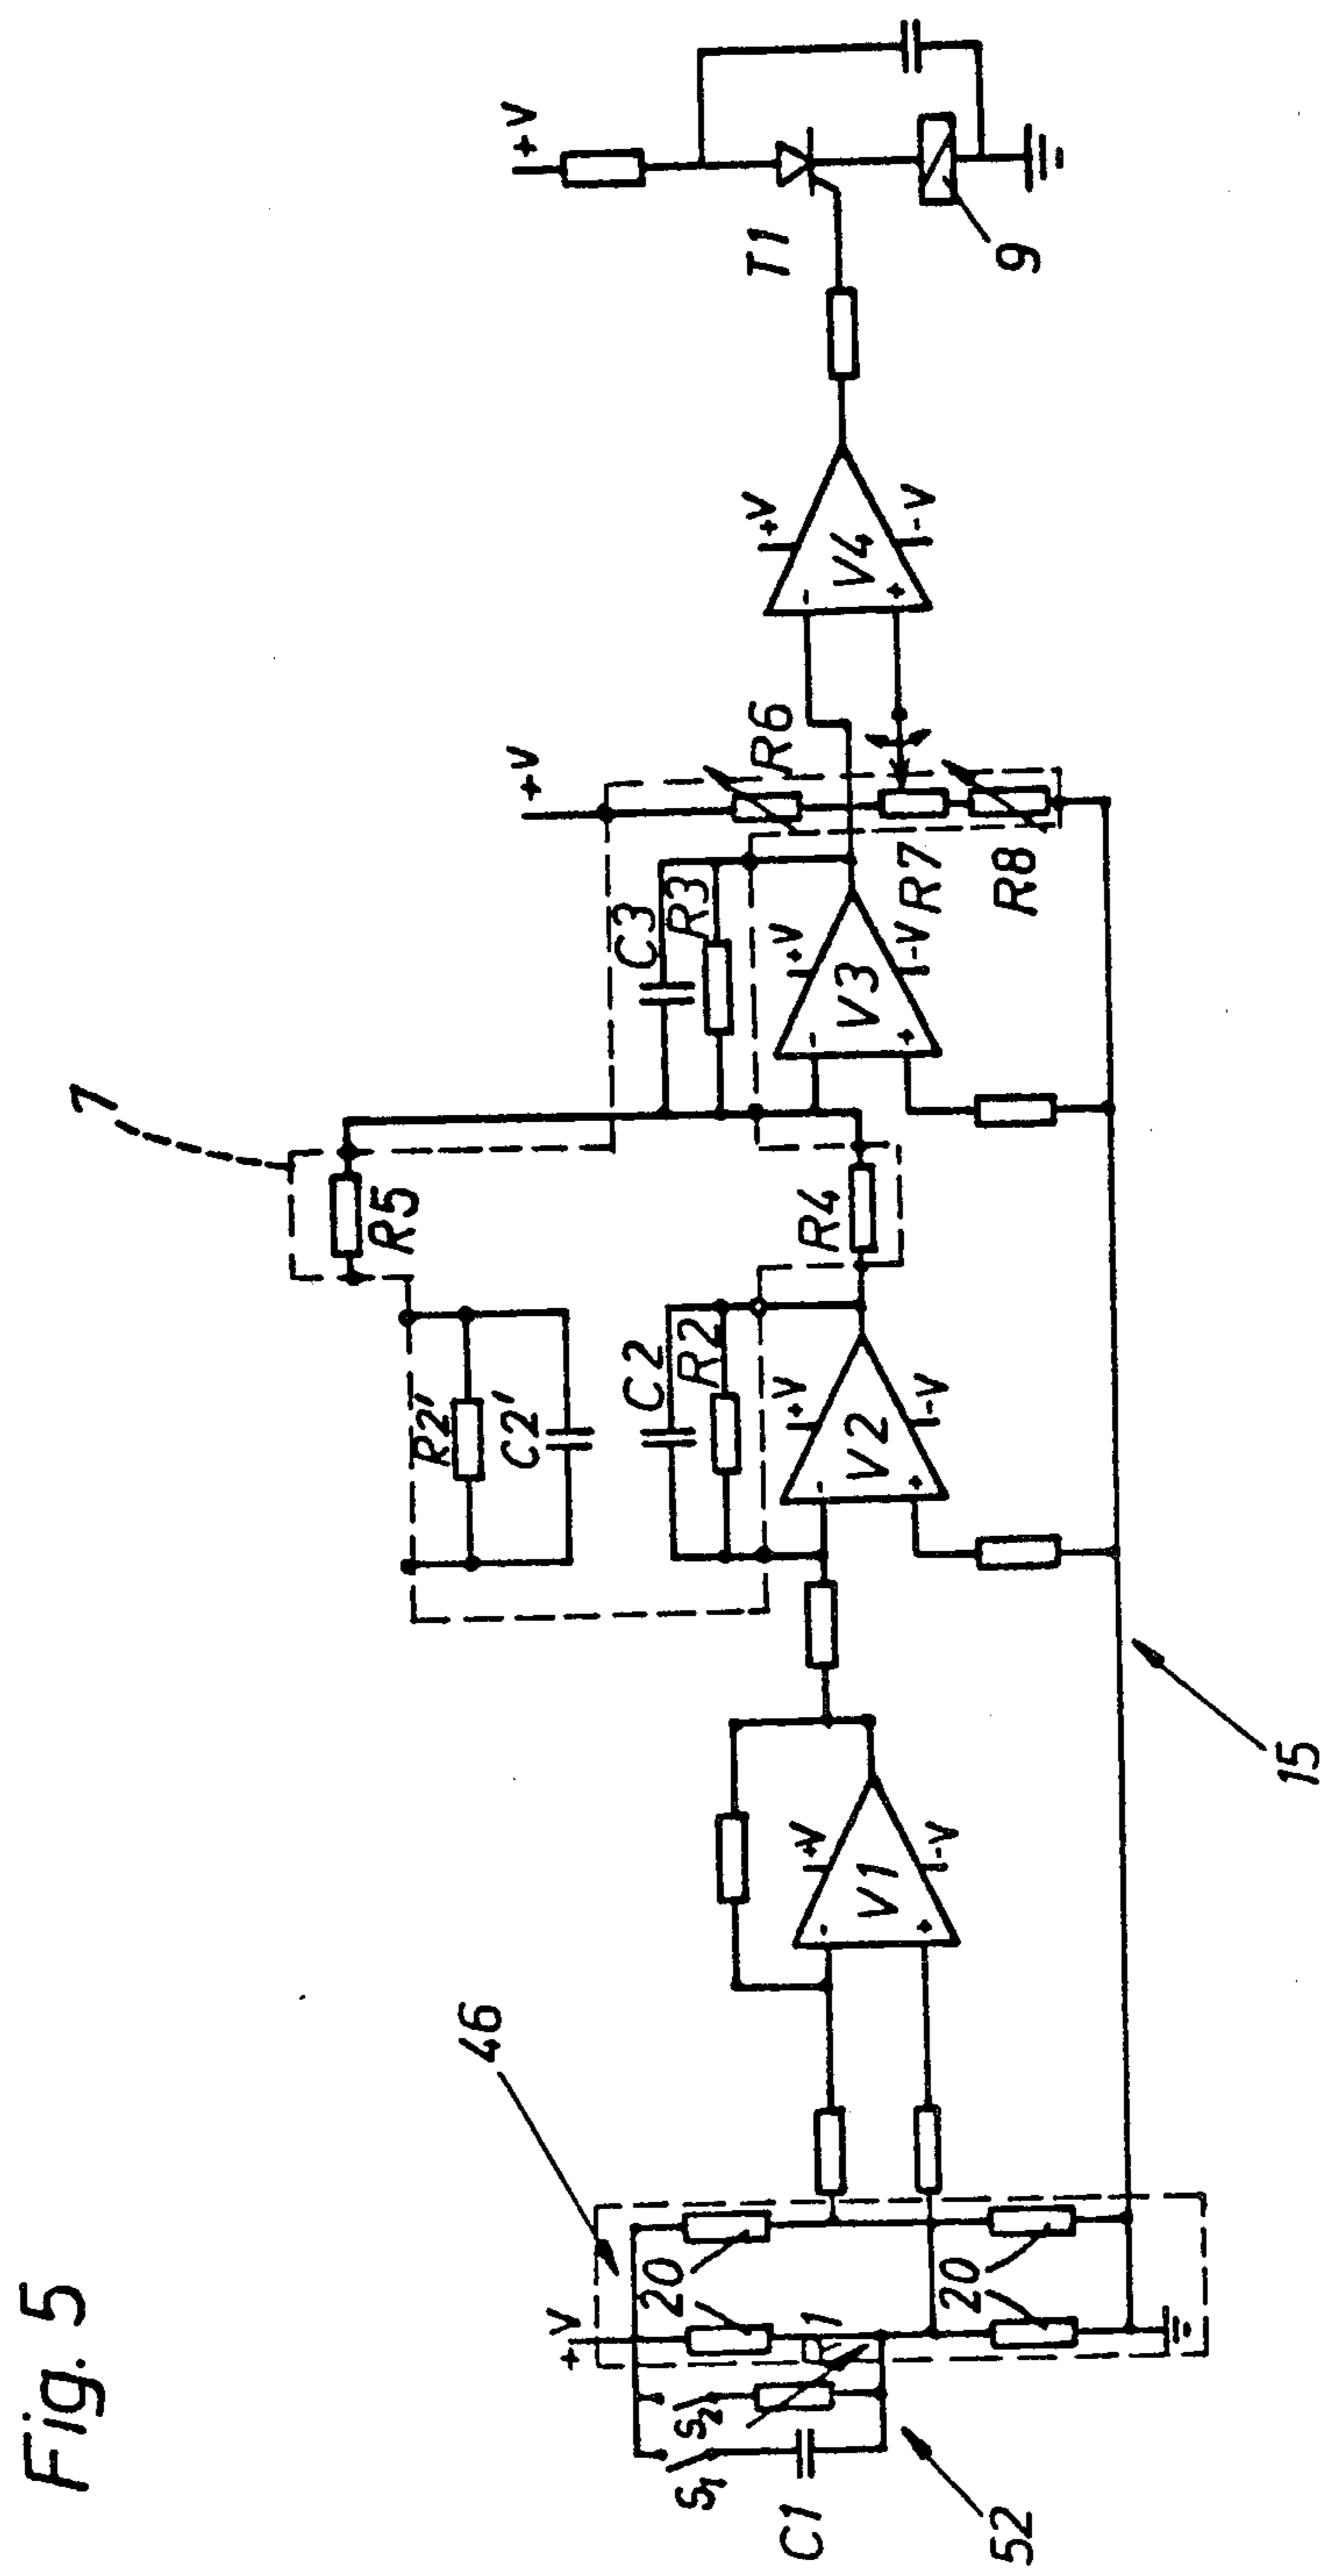 Fig. 5
7
46
52
15
9
+V
20
20
1
S1
S2
C1
+V
-
V1
+
-V
R2'
C2'
C2
R2
+V
-
V2
+
-V
R5
R4
C3
R3
+V
-
V3
+
-V
+V
R6
R7
R8
+V
-
V4
+
-V
+V
T1